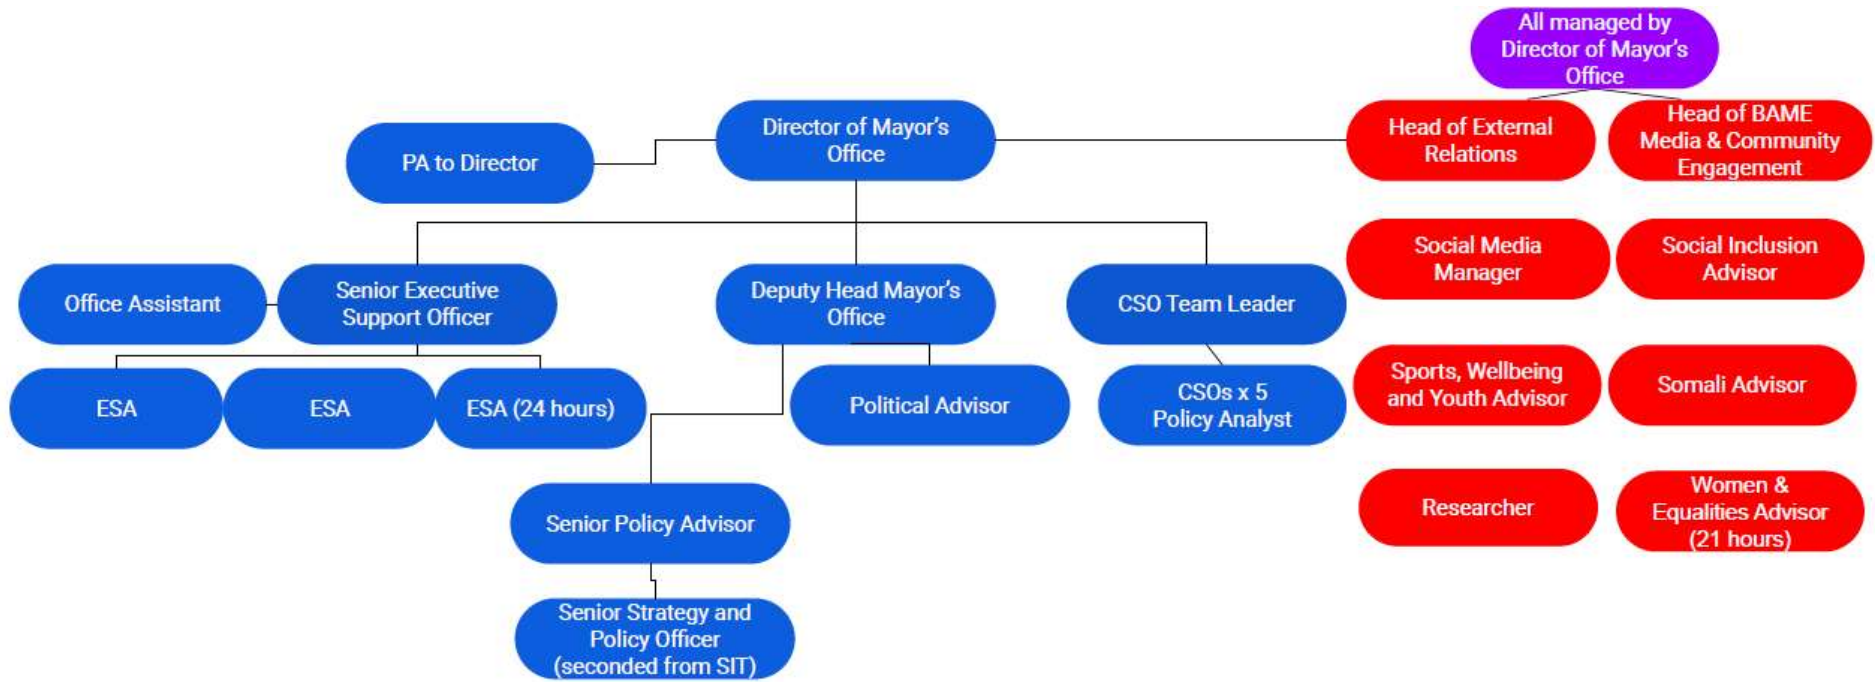 All managed by
Director of Mayor's
Office
PA to Director
Director of Mayor's
Office
Head of External
Relations
Head of BAME
Media & Community
Engagement
Social Media
Manager
Social Inclusion
Advisor
Office Assistant
Senior Executive
Support Officer
Deputy Head Mayor's
Office
CSO Team Leader
ESA
ESA
ESA (24 hours)
Political Advisor
CSOs x 5
Policy Analyst
Sports, Wellbeing
and Youth Advisor
Somali Advisor
Senior Policy Advisor
Researcher
Women &
Equalities Advisor
(21 hours)
Senior Strategy and
Policy Officer
(seconded from SIT)